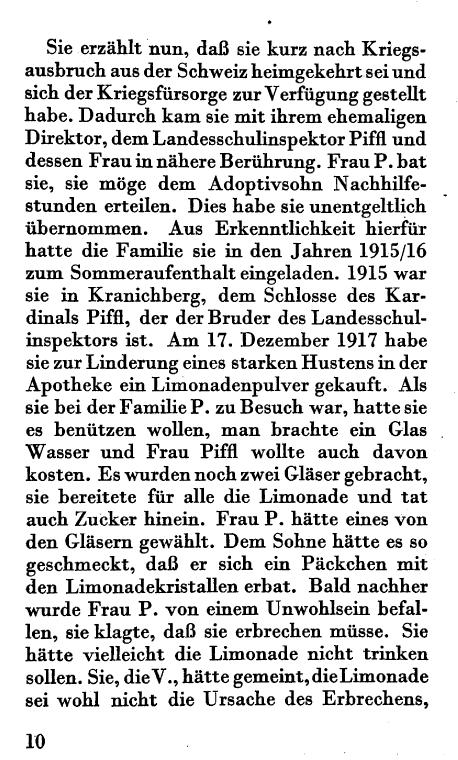 Sie erzählt nun, daß sie kurz nach Kriegs-
ausbruch aus der Schweiz heimgekehrt sei und
sich der Kriegsfürsorge zur Verfügung gestellt
habe. Dadurch kam sie mit ihrem ehemaligen
Direktor, dem Landesschulinspektor Piffl und
dessen Frau in nähere Berührung. Frau P. bat
sie, sie möge dem Adoptivsohn Nachhilfe-
stunden erteilen. Dies habe sie unentgeltlich
übernommen. Aus Erkenntlichkeit hierfür
hatte die Familie sie in den Jahren 1915/16
zum Sommeraufenthalt eingeladen. 1915 war
sie in Kranichberg, dem Schlosse des Kar-
dinals Piffl, der der Bruder des Landesschul-
inspektors ist. Am 17. Dezember 1917 habe
sie zur Linderung eines starken Hustens in der
Apotheke ein Limonadenpulver gekauft. Als
sie bei der Familie P. zu Besuch war, hatte sie
es benützen wollen, man brachte ein Glas
Wasser und Frau Piffl wollte auch davon
kosten. Es wurden noch zwei Gläser gebracht,
sie bereitete für alle die Limonade und tat
auch Zucker hinein. Frau P. hätte eines von
den Gläsern gewählt. Dem Sohne hätte es so
geschmeckt, daß er sich ein Päckchen mit
den Limonadekristallen erbat. Bald nachher
wurde Frau P. von einem Unwohlsein befal-
len, sie klagte, daß sie erbrechen müsse. Sie
hätte vielleicht die Limonade nicht trinken
sollen. Sie, die V., hätte gemeint, die Limonade
sei wohl nicht die Ursache des Erbrechens,
10